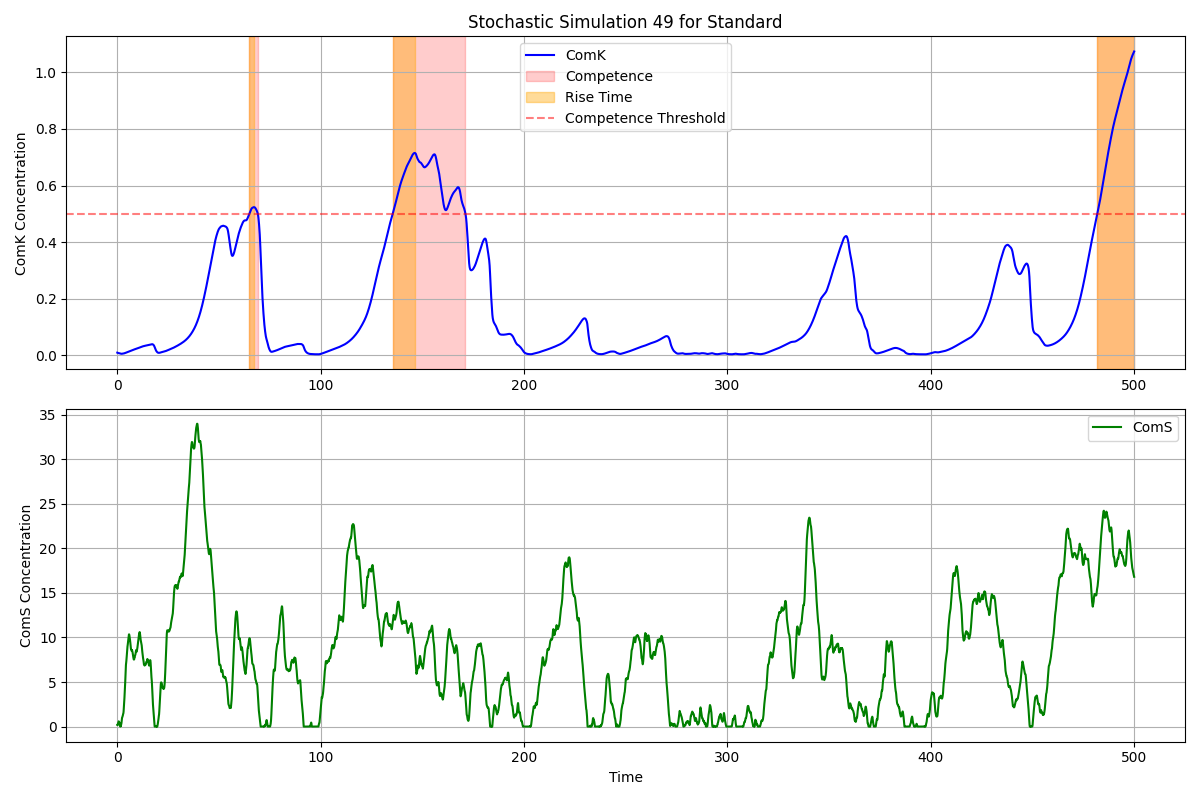 Stochastic Simulation 49 for Standard
ComK Concentration
1.0
0.8
0.6
0.4
0.2
0.0
ComK
Competence
Rise Time
Competence Threshold
0 100 200 300 400 500
ComS Concentration
35
30
25
20
15
10
5
0
ComS
0 100 200 300 400 500
Time